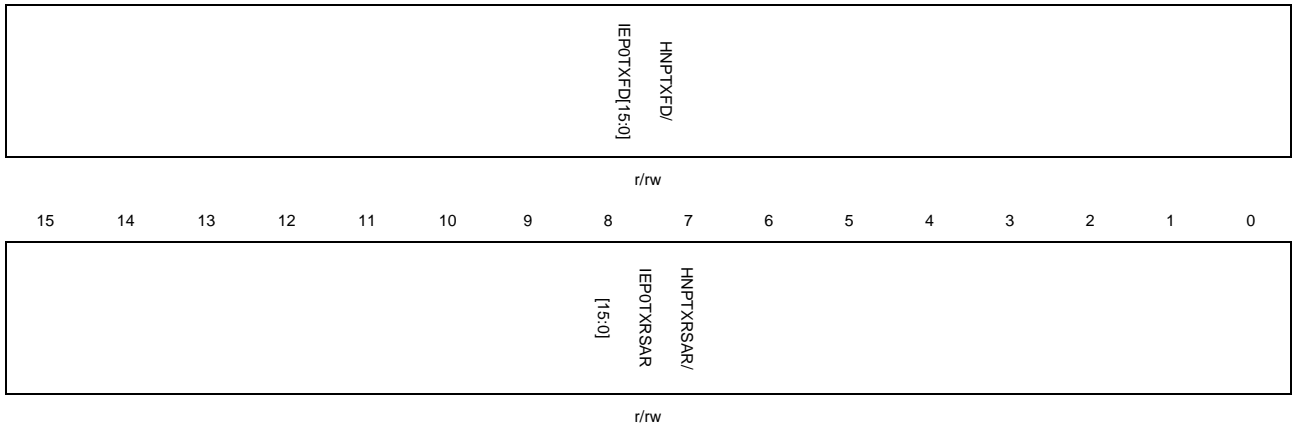 HNPTXFD/
IEP0TXFD[15:0]
r/rw
15 14 13 12 11 10 9 8 7 6 5 4 3 2 1 0
HNPTXRSAR/
IEP0TXRSAR
[15:0]
r/rw